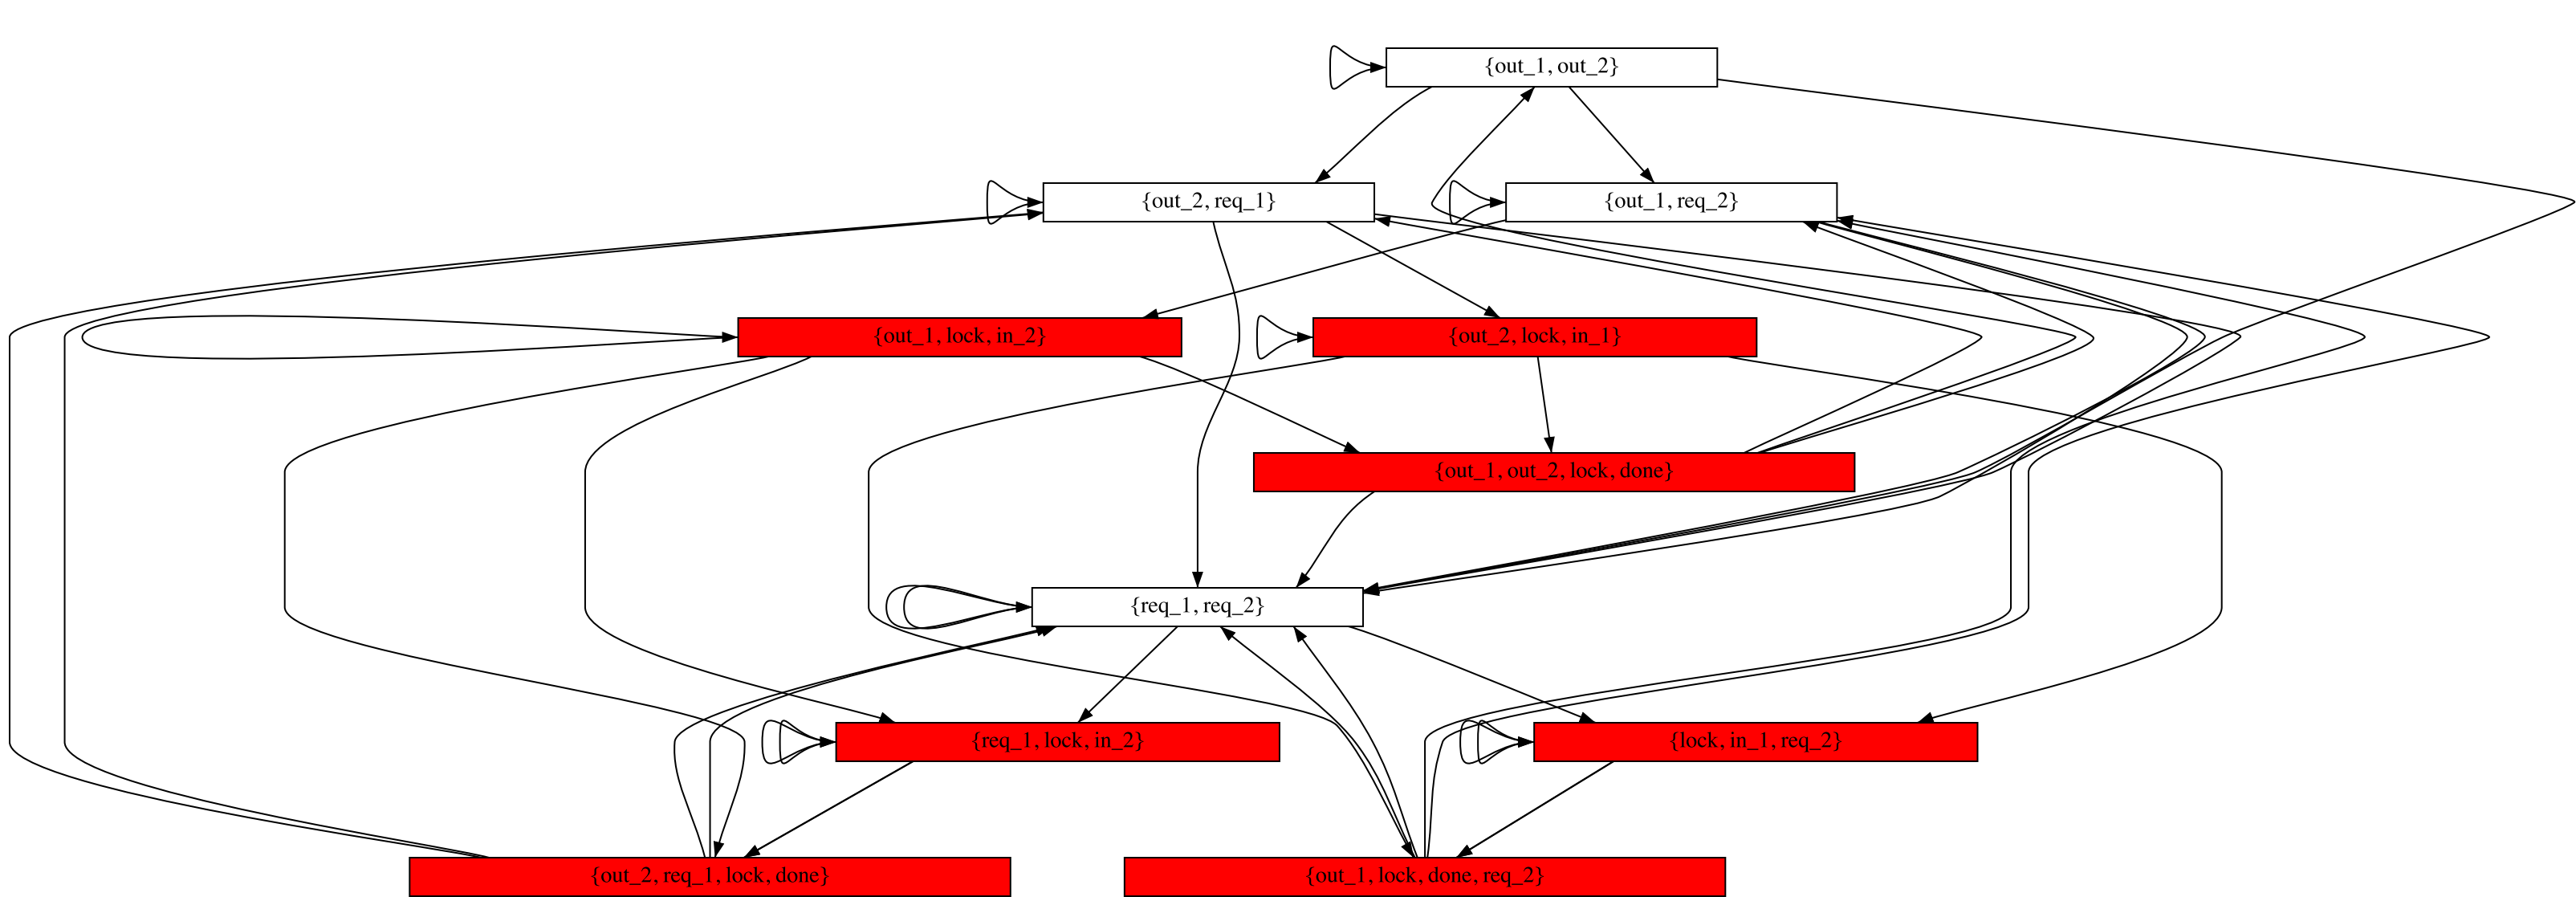 {out_1, out_2}
{out_2, req_1}
{out_1, req_2}
{out_1, lock, in_2}
{out_2, lock, in_1}
{out_1, out_2, lock, done}
{req_1, req_2}
{req_1, lock, in_2}
{lock, in_1, req_2}
{out_2, req_1, lock, done}
{out_1, lock, done, req_2}